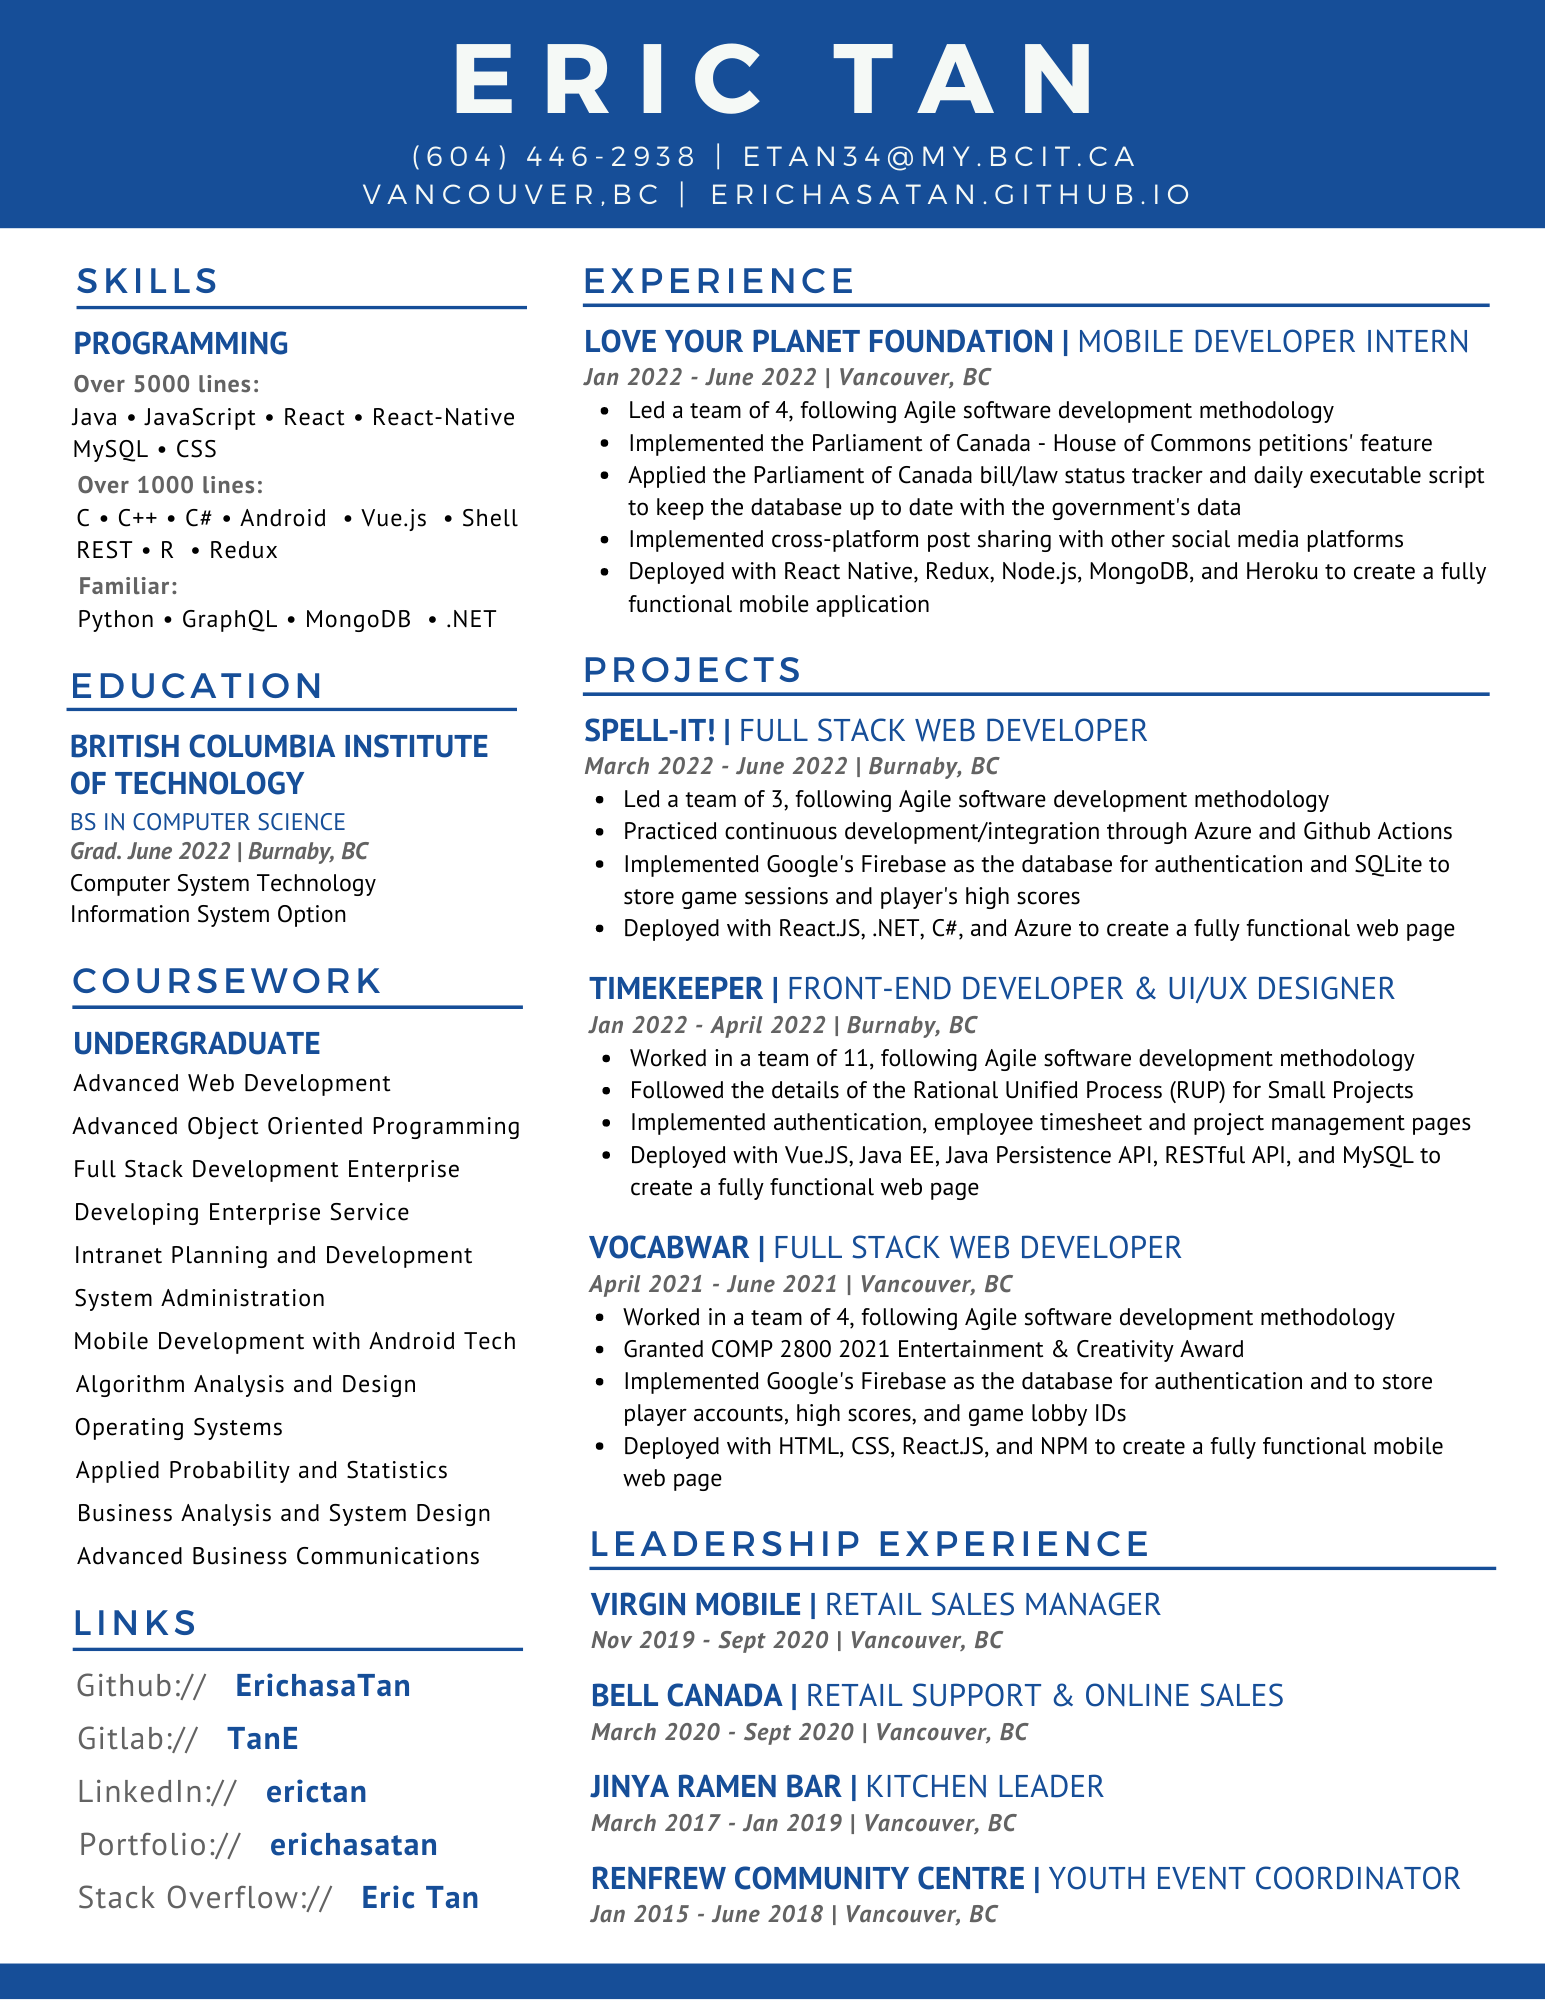 ERIC TAN
(604) 446-2938 | ETAN34@MY.BCIT.CA
VANCOUVER,BC | ERICHASATAN.GITHUB.IO
SKILLS
PROGRAMMING
Over 5000 lines:
Java • JavaScript • React • React-Native
MySQL • CSS
Over 1000 lines:
C • C++ • C# • Android • Vue.js • Shell
REST • R • Redux
Familiar:
Python • GraphQL • MongoDB • .NET
EDUCATION
BRITISH COLUMBIA INSTITUTE
OF TECHNOLOGY
BS IN COMPUTER SCIENCE
Grad. June 2022 | Burnaby, BC
Computer System Technology
Information System Option
COURSEWORK
UNDERGRADUATE
Advanced Web Development
Advanced Object Oriented Programming
Full Stack Development Enterprise
Developing Enterprise Service
Intranet Planning and Development
System Administration
Mobile Development with Android Tech
Algorithm Analysis and Design
Operating Systems
Applied Probability and Statistics
Business Analysis and System Design
Advanced Business Communications
LINKS
Github:// ErichasaTan
Gitlab:// TanE
LinkedIn:// erictan
Portfolio:// erichasatan
Stack Overflow:// Eric Tan
EXPERIENCE
LOVE YOUR PLANET FOUNDATION | MOBILE DEVELOPER INTERN
Jan 2022 - June 2022 | Vancouver, BC
• Led a team of 4, following Agile software development methodology
• Implemented the Parliament of Canada - House of Commons petitions' feature
• Applied the Parliament of Canada bill/law status tracker and daily executable script
to keep the database up to date with the government's data
• Implemented cross-platform post sharing with other social media platforms
• Deployed with React Native, Redux, Node.js, MongoDB, and Heroku to create a fully
functional mobile application
PROJECTS
SPELL-IT! | FULL STACK WEB DEVELOPER
March 2022 - June 2022 | Burnaby, BC
• Led a team of 3, following Agile software development methodology
• Practiced continuous development/integration through Azure and Github Actions
• Implemented Google's Firebase as the database for authentication and SQLite to
store game sessions and player's high scores
• Deployed with React.JS, .NET, C#, and Azure to create a fully functional web page
TIMEKEEPER | FRONT-END DEVELOPER & UI/UX DESIGNER
Jan 2022 - April 2022 | Burnaby, BC
• Worked in a team of 11, following Agile software development methodology
• Followed the details of the Rational Unified Process (RUP) for Small Projects
• Implemented authentication, employee timesheet and project management pages
• Deployed with VueJS, Java EE, Java Persistence API, RESTful API, and MySQL to
create a fully functional web page
VOCABWAR | FULL STACK WEB DEVELOPER
April 2021 - June 2021 | Vancouver, BC
• Worked in a team of 4, following Agile software development methodology
• Granted COMP 2800 2021 Entertainment & Creativity Award
• Implemented Google's Firebase as the database for authentication and to store
player accounts, high scores, and game lobby IDs
• Deployed with HTML, CSS, React.JS, and NPM to create a fully functional mobile
web page
LEADERSHIP EXPERIENCE
VIRGIN MOBILE | RETAIL SALES MANAGER
Nov 2019 - Sept 2020 | Vancouver, BC
BELL CANADA | RETAIL SUPPORT & ONLINE SALES
March 2020 - Sept 2020 | Vancouver, BC
JINYA RAMEN BAR | KITCHEN LEADER
March 2017 - Jan 2019 | Vancouver, BC
RENFREW COMMUNITY CENTRE | YOUTH EVENT COORDINATOR
Jan 2015 - June 2018 | Vancouver, BC